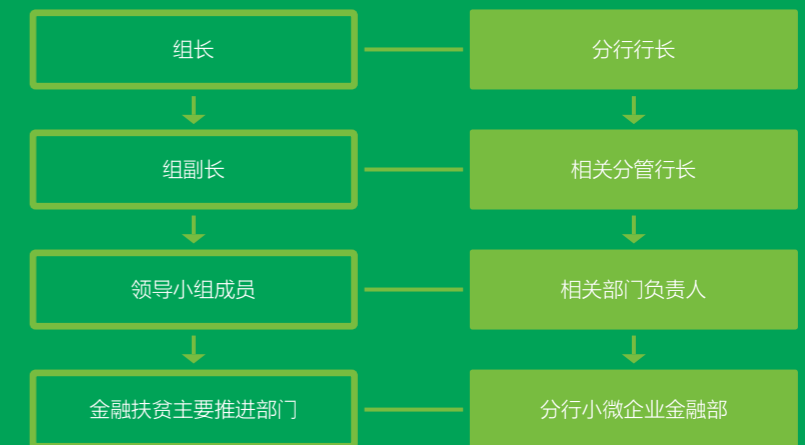 组长
分行行长
组副长
相关分管行长
领导小组成员
相关部门负责人
金融扶贫主要推进部门
分行小微企业金融部